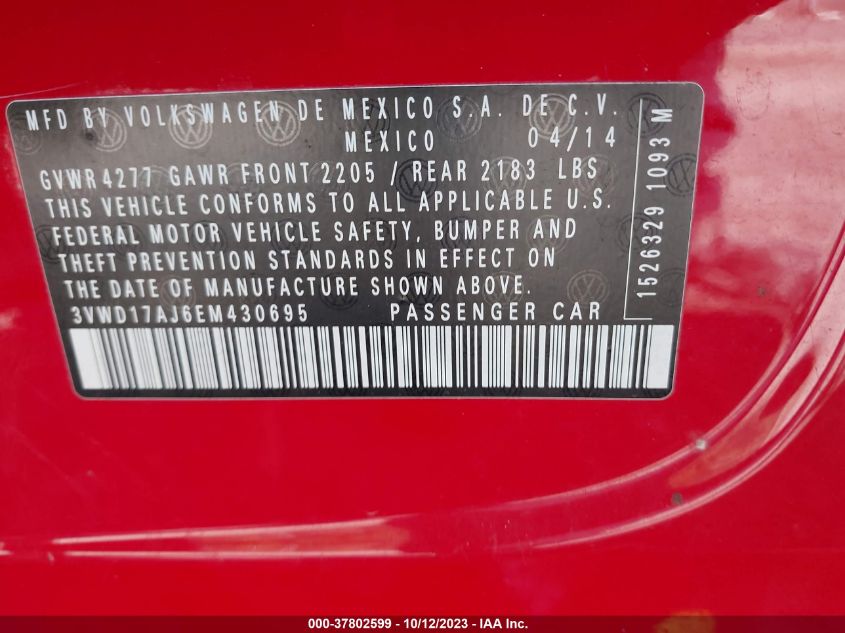 MFD BY VOLKSWAGEN DE MEXICO S.A. DE C.V.
MEXICO 04/14
GVWR 4277 GAWR FRONT 2205 / REAR 2183 LBS
THIS VEHICLE CONFORMS TO ALL APPLICABLE U.S.
FEDERAL MOTOR VEHICLE SAFETY, BUMPER AND
THEFT PREVENTION STANDARDS IN EFFECT ON
THE DATE OF MANUFACTURE SHOWN ABOVE.
3VWD17AJ6EM430695 PASSENGER CAR
1526329 1093 M
000-37802599 - 10/12/2023 - IAA Inc.